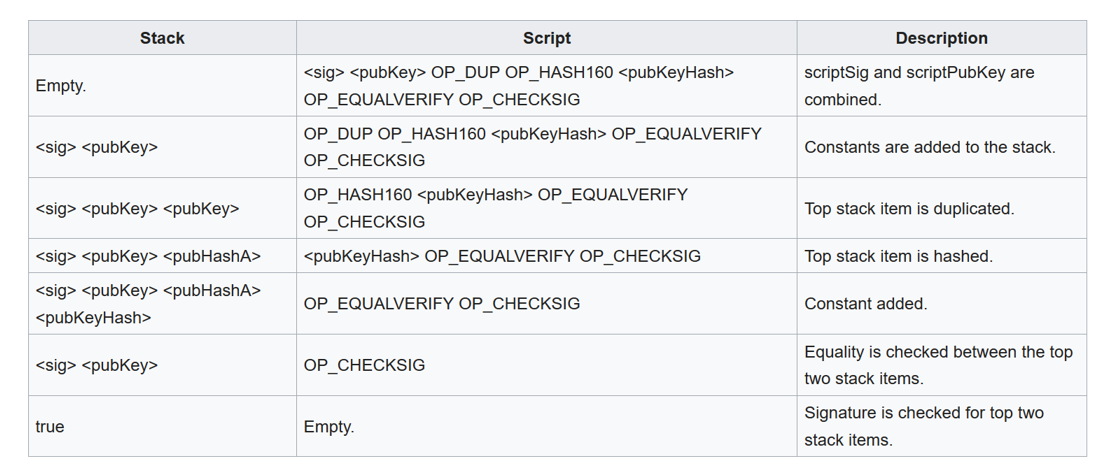 Stack Script Description
Empty. <sig> <pubKey> OP_DUP OP_HASH160 <pubKeyHash> OP_EQUALVERIFY OP_CHECKSIG scriptSig and scriptPubKey are combined.
<sig> <pubKey> OP_DUP OP_HASH160 <pubKeyHash> OP_EQUALVERIFY OP_CHECKSIG Constants are added to the stack.
<sig> <pubKey> <pubKey> OP_HASH160 <pubKeyHash> OP_EQUALVERIFY OP_CHECKSIG Top stack item is duplicated.
<sig> <pubKey> <pubHashA> <pubKeyHash> OP_EQUALVERIFY OP_CHECKSIG Top stack item is hashed.
<sig> <pubKey> <pubHashA> <pubKeyHash> OP_EQUALVERIFY OP_CHECKSIG Constant added.
<sig> <pubKey> OP_CHECKSIG Equality is checked between the top two stack items.
true Empty. Signature is checked for top two stack items.